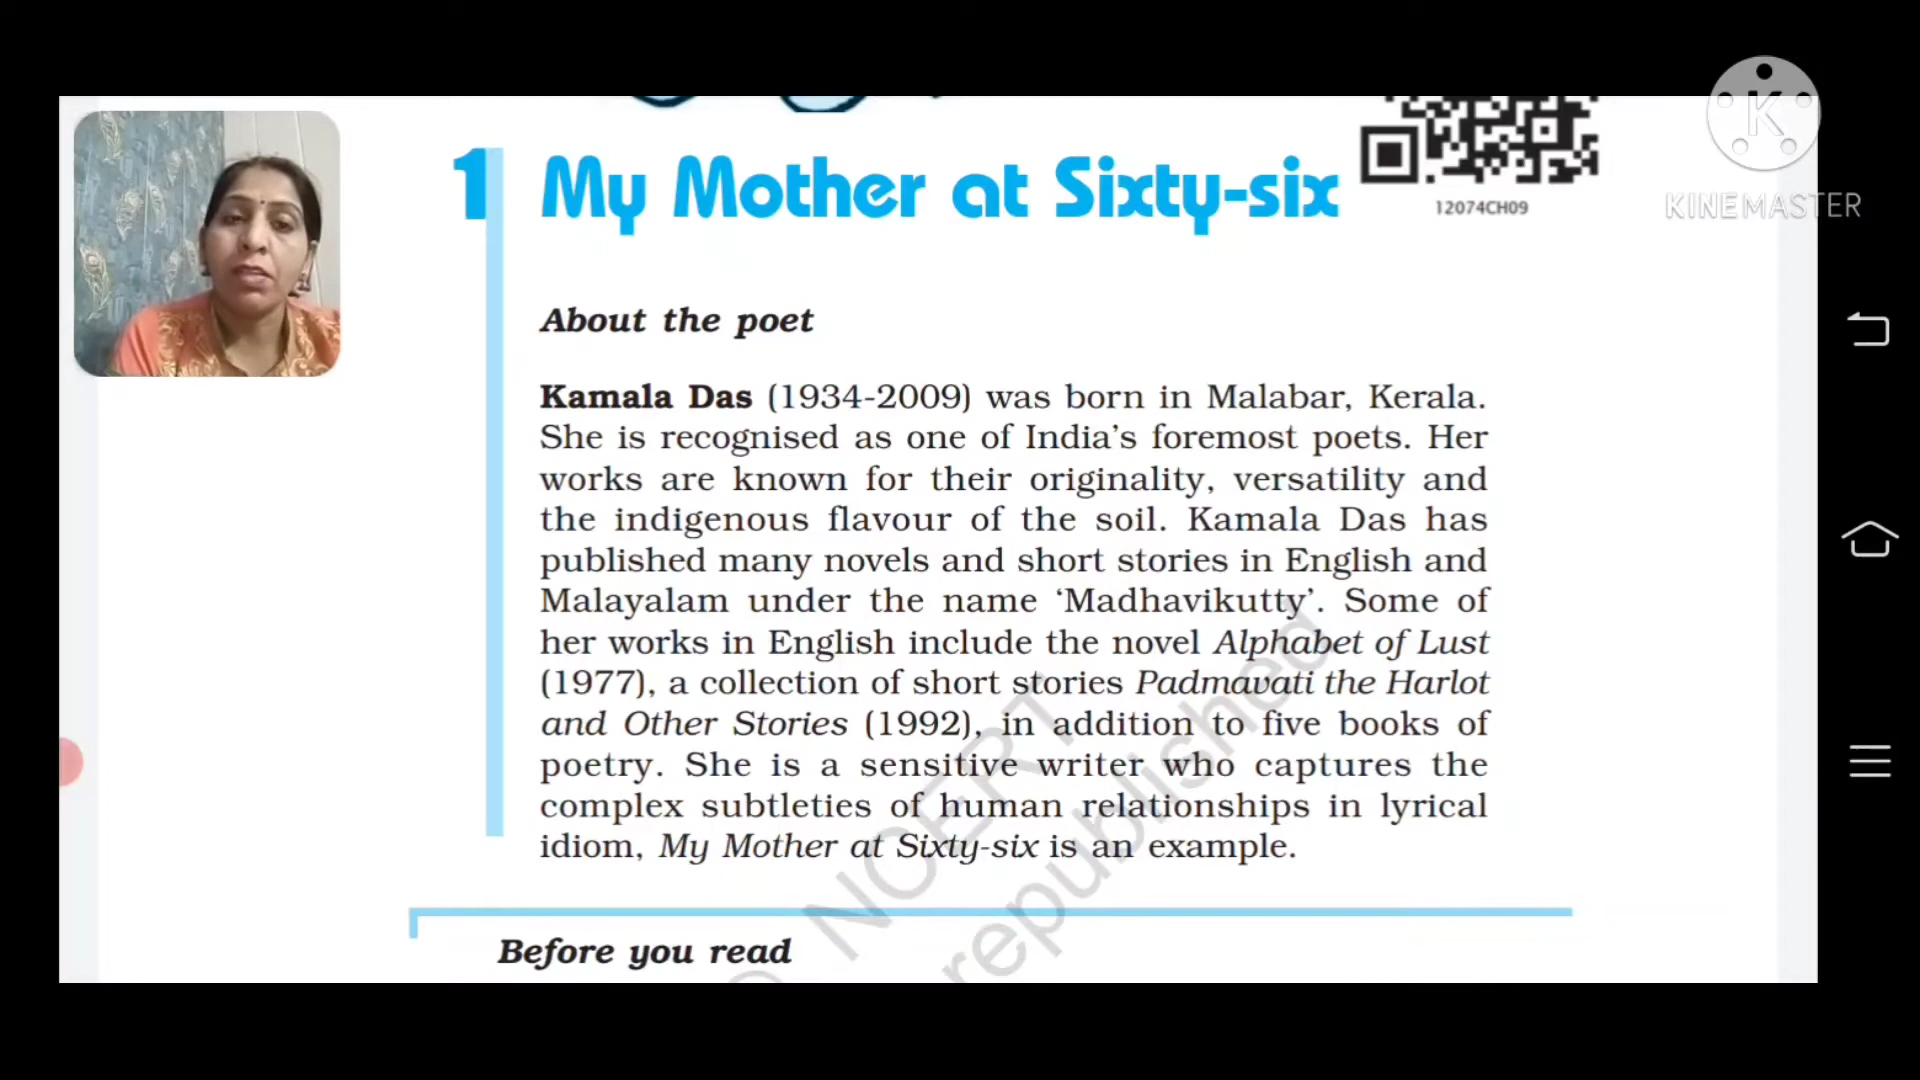 1 My Mother at Sixty-six
12074CH09
K
KINEMASTER
About the poet
Kamala Das (1934-2009) was born in Malabar, Kerala.
She is recognised as one of India's foremost poets. Her
works are known for their originality, versatility and
the indigenous flavour of the soil. Kamala Das has
published many novels and short stories in English and
Malayalam under the name ‘Madhavikutty’. Some of
her works in English include the novel Alphabet of Lust
(1977), a collection of short stories Padmavati the Harlot
and Other Stories (1992), in addition to five books of
poetry. She is a sensitive writer who captures the
complex subtleties of human relationships in lyrical
idiom, My Mother at Sixty-six is an example.
Before you read
© NCERT
republished